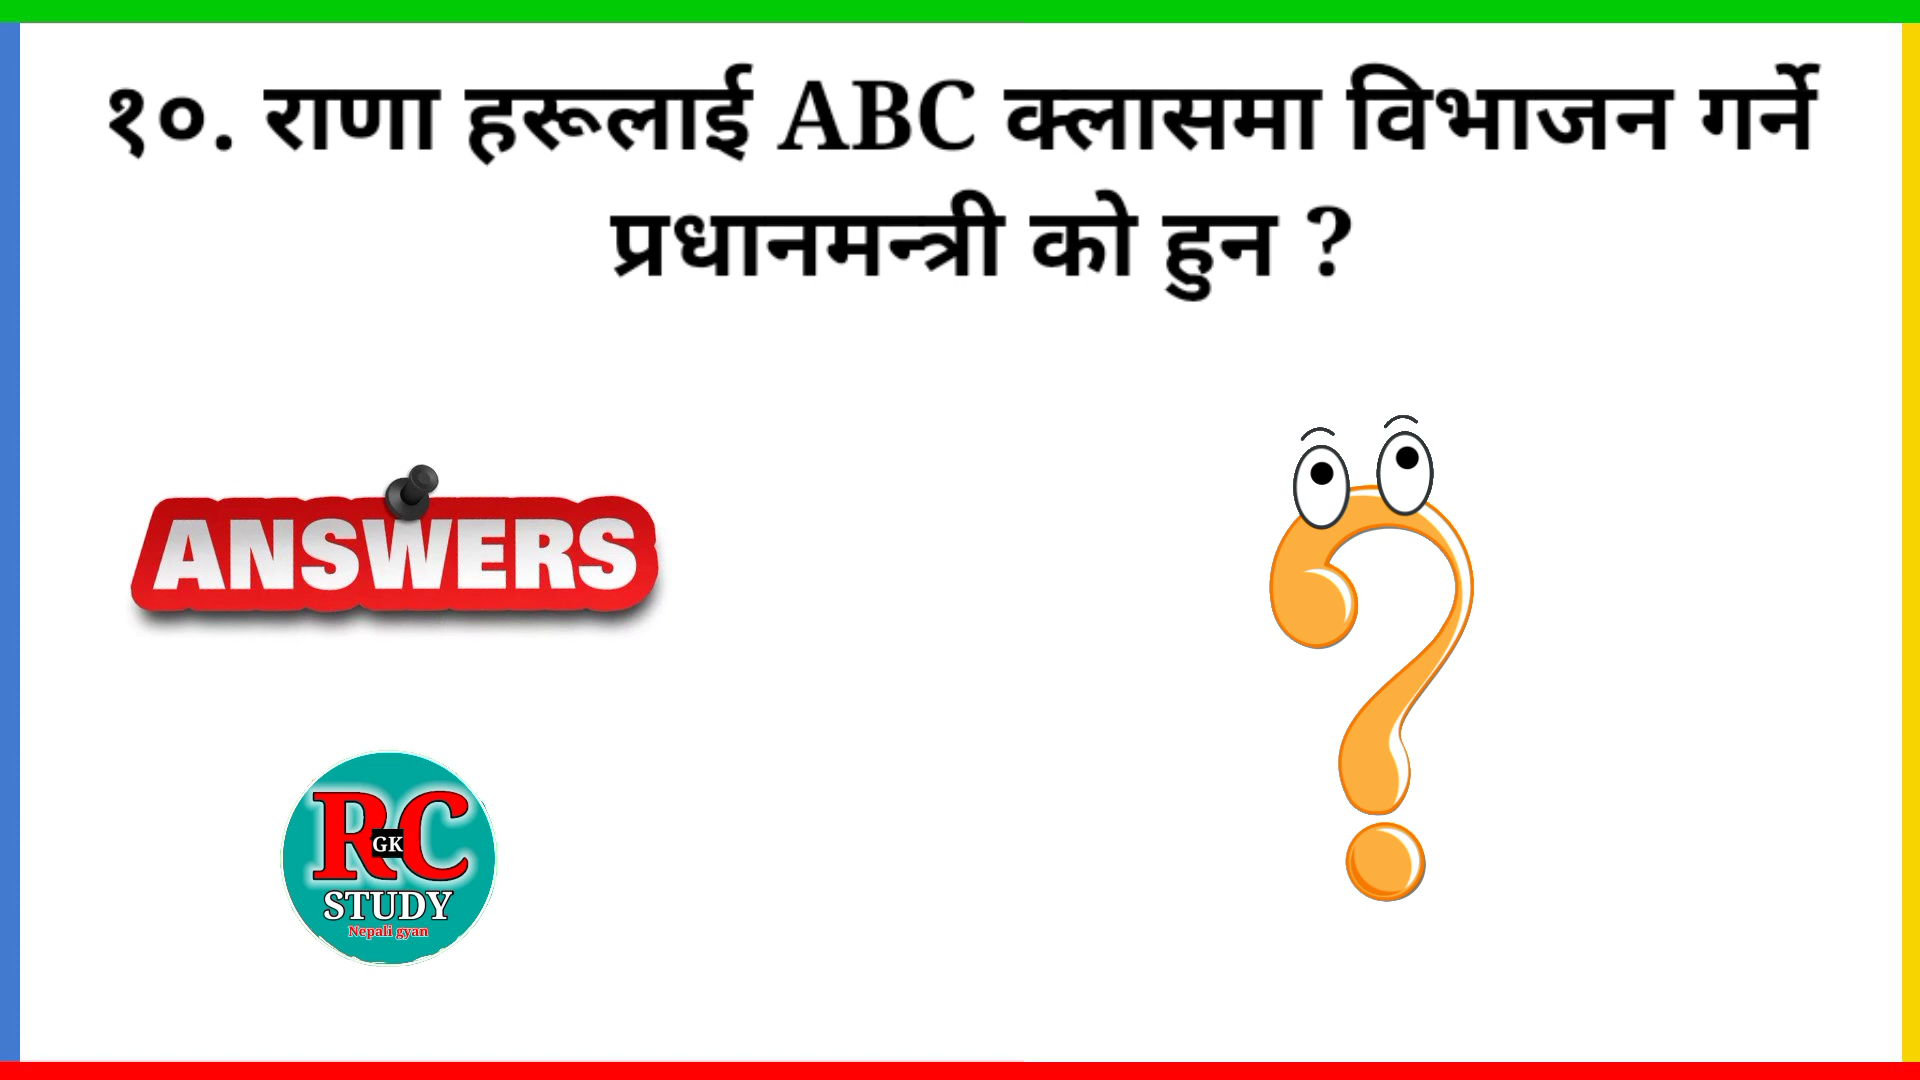 १०. राणा हरूलाई ABC क्लासमा विभाजन गर्ने
प्रधानमन्त्री को हुन ?
ANSWERS
RC
GK
STUDY
Nepali gyan